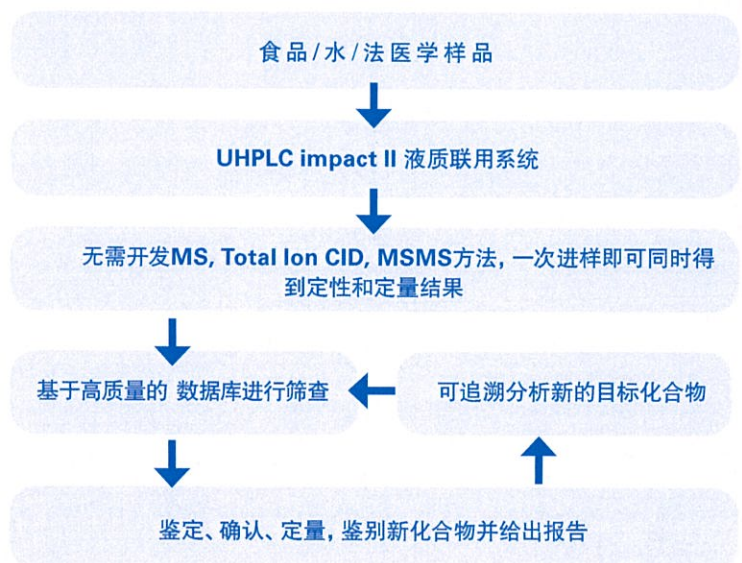 食品/水/法医学样品
UHPLC impact II 液质联用系统
无需开发MS, Total Ion CID, MSMS方法, 一次进样即可同时得
到定性和定量结果
基于高质量的 数据库进行筛查
可追溯分析新的目标化合物
鉴定、确认、定量, 鉴别新化合物并给出报告